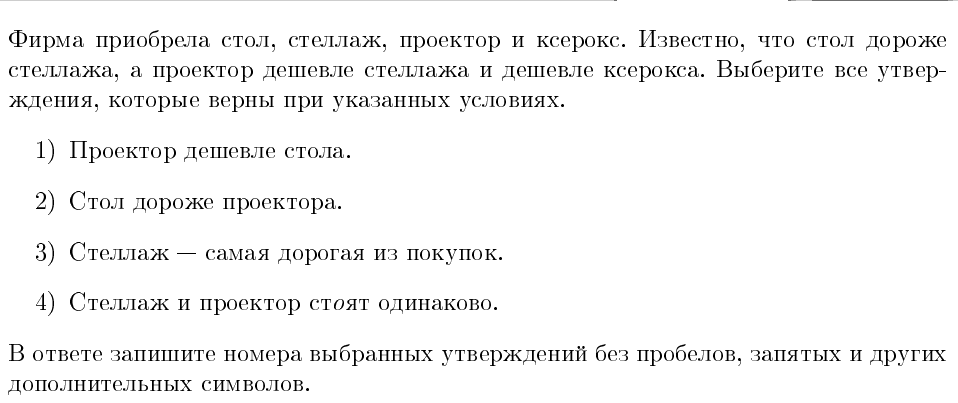 Фирма приобрела стол, стеллаж, проектор и ксерокс. Известно, что стол дороже
стеллажа, а проектор дешевле стеллажа и дешевле ксерокса. Выберите все утвер-
ждения, которые верны при указанных условиях.
1) Проектор дешевле стола.
2) Стол дороже проектора.
3) Стеллаж — самая дорогая из покупок.
4) Стеллаж и проектор стоят одинаково.
В ответе запишите номера выбранных утверждений без пробелов, запятых и других
дополнительных символов.